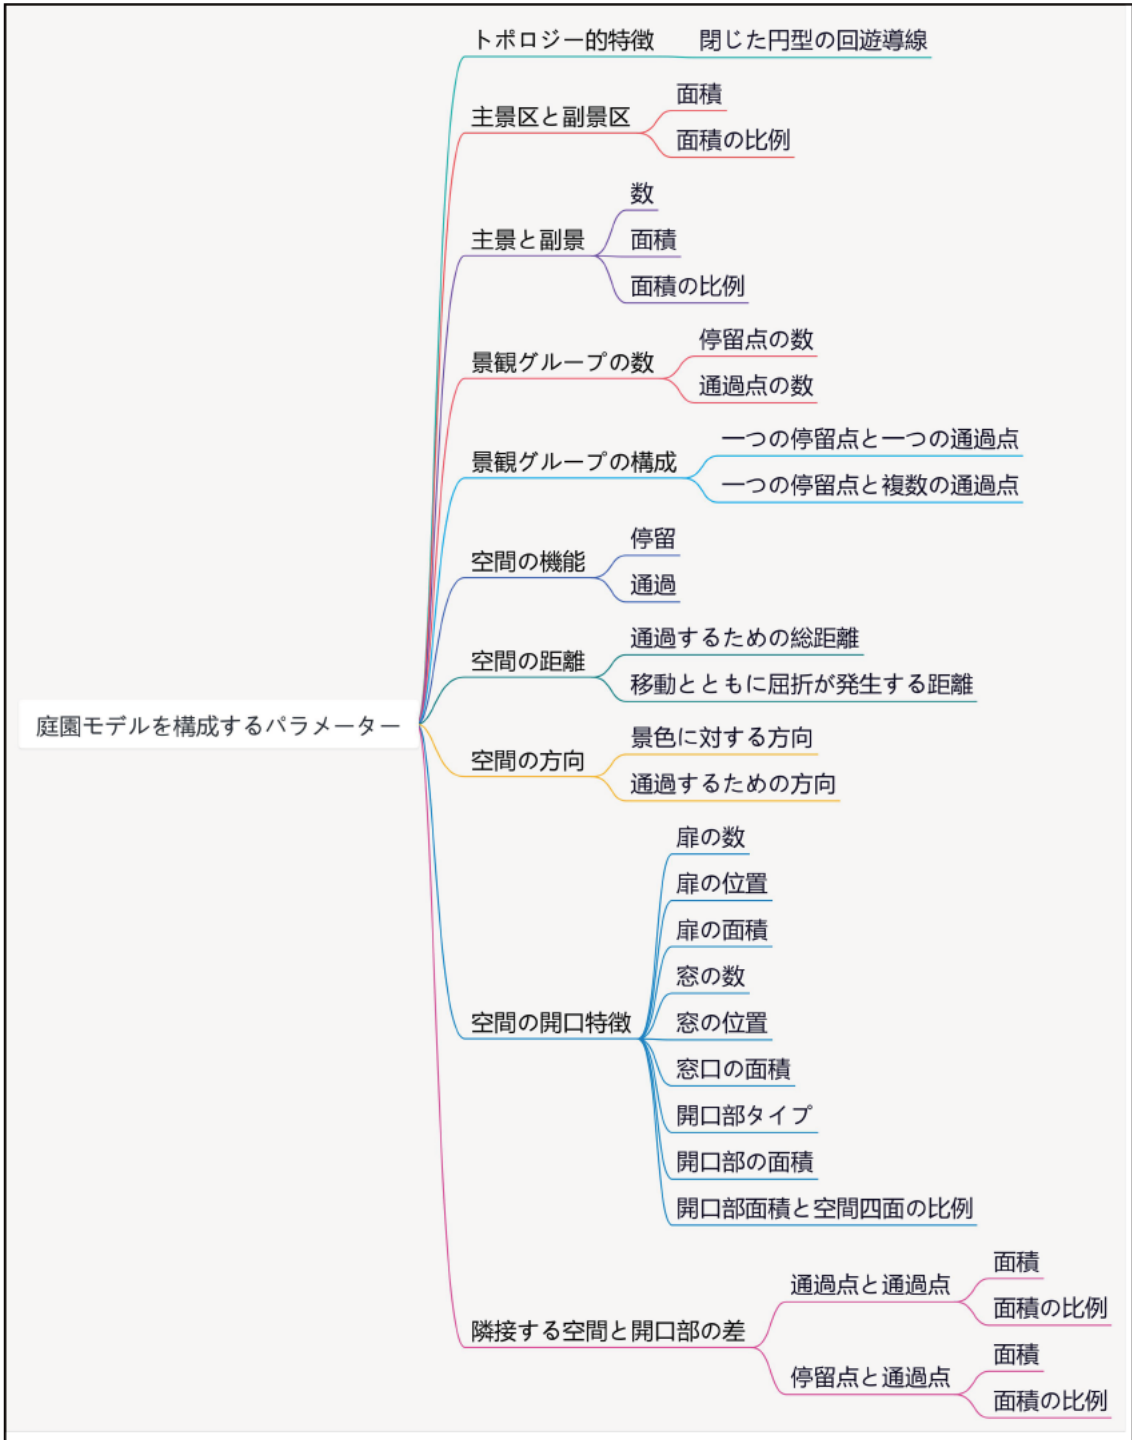 庭園モデルを構成するパラメーター
トポロジー的特徴
閉じた円型の回遊導線
主景区と副景区
面積
面積の比例
主景と副景
数
面積
面積の比例
景観グループの数
停留点の数
通過点の数
景観グループの構成
一つの停留点と一つの通過点
一つの停留点と複数の通過点
空間の機能
停留
通過
空間の距離
通過するための総距離
移動とともに屈折が発生する距離
空間の方向
景色に対する方向
通過するための方向
空間の開口特徴
扉の数
扉の位置
扉の面積
窓の数
窓の位置
窓口の面積
開口部タイプ
開口部の面積
開口部面積と空間四面の比例
隣接する空間と開口部の差
通過点と通過点
面積
面積の比例
停留点と通過点
面積
面積の比例